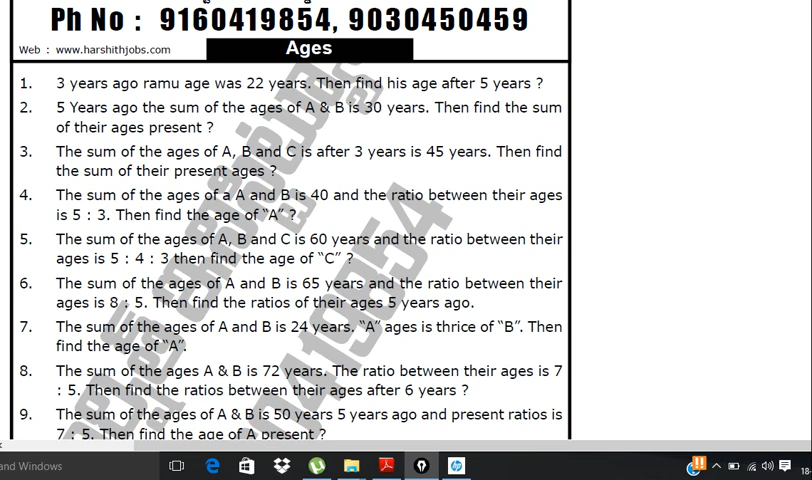 Ph No : 9160419854, 9030450459
Web : www.harshithjobs.com
Ages
1. 3 years ago ramu age was 22 years. Then find his age after 5 years ?
2. 5 Years ago the sum of the ages of A & B is 30 years. Then find the sum
of their ages present ?
3. The sum of the ages of A, B and C is after 3 years is 45 years. Then find
the sum of their present ages ?
4. The sum of the ages of a A and B is 40 and the ratio between their ages
is 5 : 3. Then find the age of “A” ?
5. The sum of the ages of A, B and C is 60 years and the ratio between their
ages is 5 : 4 : 3 then find the age of “C” ?
6. The sum of the ages of A and B is 65 years and the ratio between their
ages is 8 : 5. Then find the ratios of their ages 5 years ago.
7. The sum of the ages of A and B is 24 years. “A” ages is thrice of “B”. Then
find the age of “A”.
8. The sum of the ages A & B is 72 years. The ratio between their ages is 7
: 5. Then find the ratios between their ages after 6 years ?
9. The sum of the ages of A & B is 50 years 5 years ago and present ratios is
7 : 5. Then find the age of A present ?
and Windows
18-